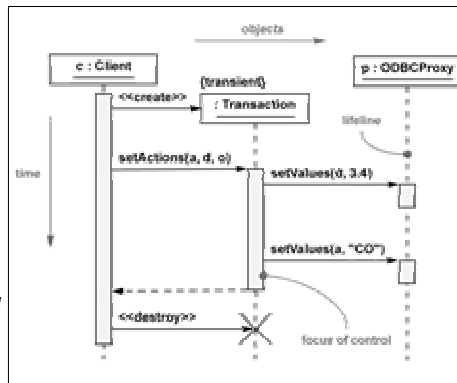 objects
c : Client
p : ODBCProxy
{transient}
<<create>>
: Transaction
lifeline
setActions(a, d, o)
time
setValues(d, 3.4)
setValues(a, "CO")
<<destroy>>
focus of control